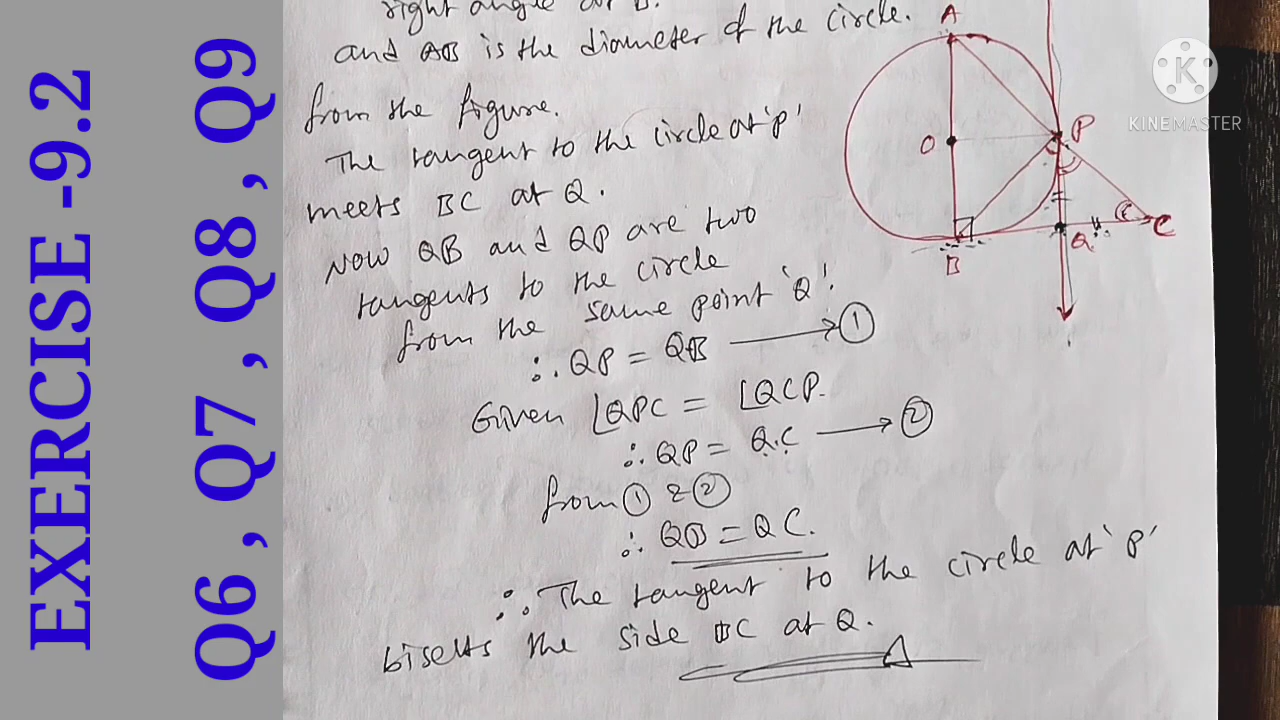 EXERCISE -9.2
Q6 , Q7 , Q8 , Q9
right angle at B.
and AB is the diameter of the circle.
from the figure.
The tangent to the circle at 'P'
meets BC at Q.
Now QB and QP are two
tangents to the circle
from the same point 'Q'.
∴ QP = QB ⟶ ①
Given ∠QPC = ∠QCP.
∴ QP = QC ⟶ ②
from ① & ②
∴ QB = QC.
∴ The tangent to the circle at 'P'
bisects the side BC at Q.
A
O
P
B
Q
C
K
KINEMASTER